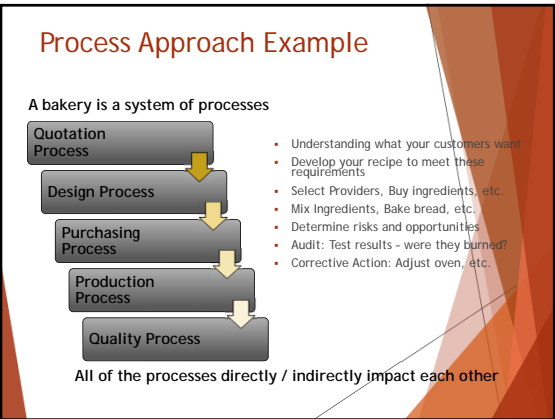 Process Approach Example
A bakery is a system of processes
Quotation
Process
Design Process
Purchasing
Process
Production
Process
Quality Process
▪ Understanding what your customers want
▪ Develop your recipe to meet these
requirements
▪ Select Providers, Buy ingredients, etc.
▪ Mix Ingredients, Bake bread, etc.
▪ Determine risks and opportunities
▪ Audit: Test results – were they burned?
▪ Corrective Action: Adjust oven, etc.
All of the processes directly / indirectly impact each other